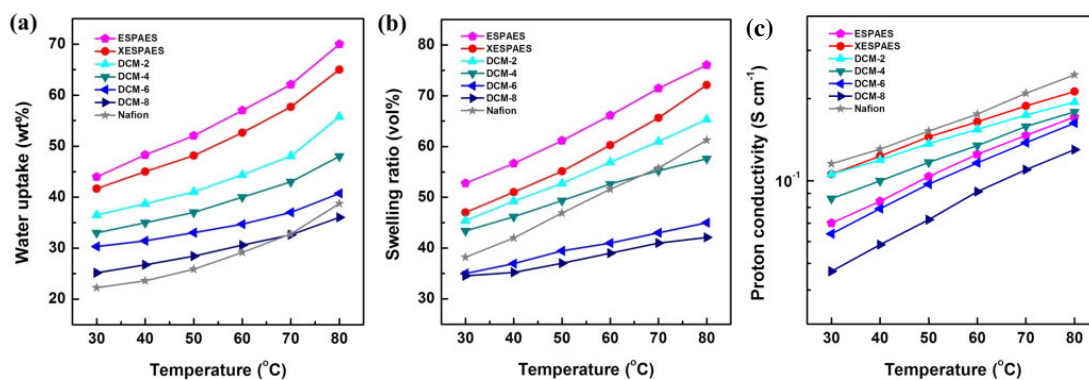 (a)
ESPAES
XESPAES
DCM-2
DCM-4
DCM-6
DCM-8
Nafion
Water uptake (wt%)
70
60
50
40
30
20
30 40 50 60 70 80
Temperature (°C)
(b)
ESPAES
XESPAES
DCM-2
DCM-4
DCM-6
DCM-8
Nafion
Swelling ratio (vol%)
80
70
60
50
40
30
30 40 50 60 70 80
Temperature (°C)
(c)
ESPAES
XESPAES
DCM-2
DCM-4
DCM-6
DCM-8
Nafion
Proton conductivity (S cm⁻¹)
10⁻¹
30 40 50 60 70 80
Temperature (°C)